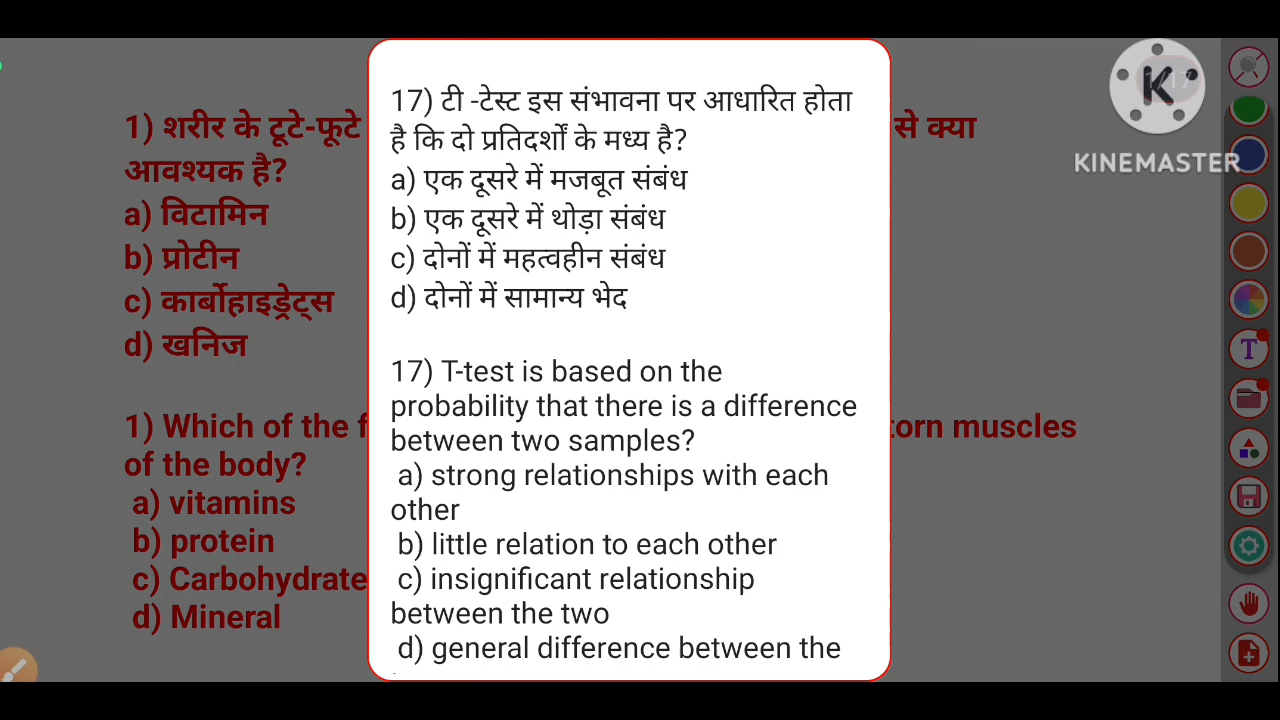 17) टी -टेस्ट इस संभावना पर आधारित होता
है कि दो प्रतिदर्शों के मध्य है?
a) एक दूसरे में मजबूत संबंध
b) एक दूसरे में थोड़ा संबंध
c) दोनों में महत्वहीन संबंध
d) दोनों में सामान्य भेद
17) T-test is based on the
probability that there is a difference
between two samples?
a) strong relationships with each
other
b) little relation to each other
c) insignificant relationship
between the two
d) general difference between the
1) शरीर के टूटे-फूटे से क्या
आवश्यक है?
a) विटामिन
b) प्रोटीन
c) कार्बोहाइड्रेट्स
d) खनिज
1) Which of the torn muscles
of the body?
a) vitamins
b) protein
c) Carbohydrate
d) Mineral
KINEMASTER
K
T